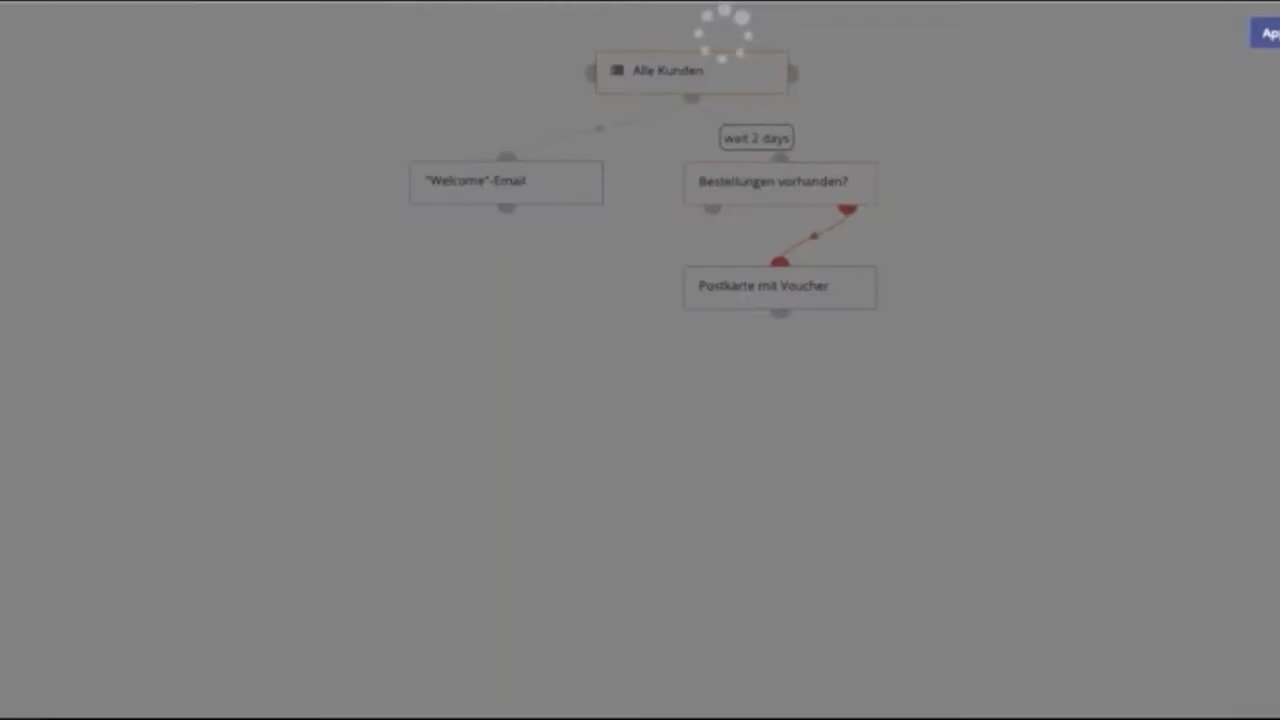 Alle Kunden
wait 2 days
"Welcome"-Email
Bestellungen vorhanden?
Postkarte mit Voucher